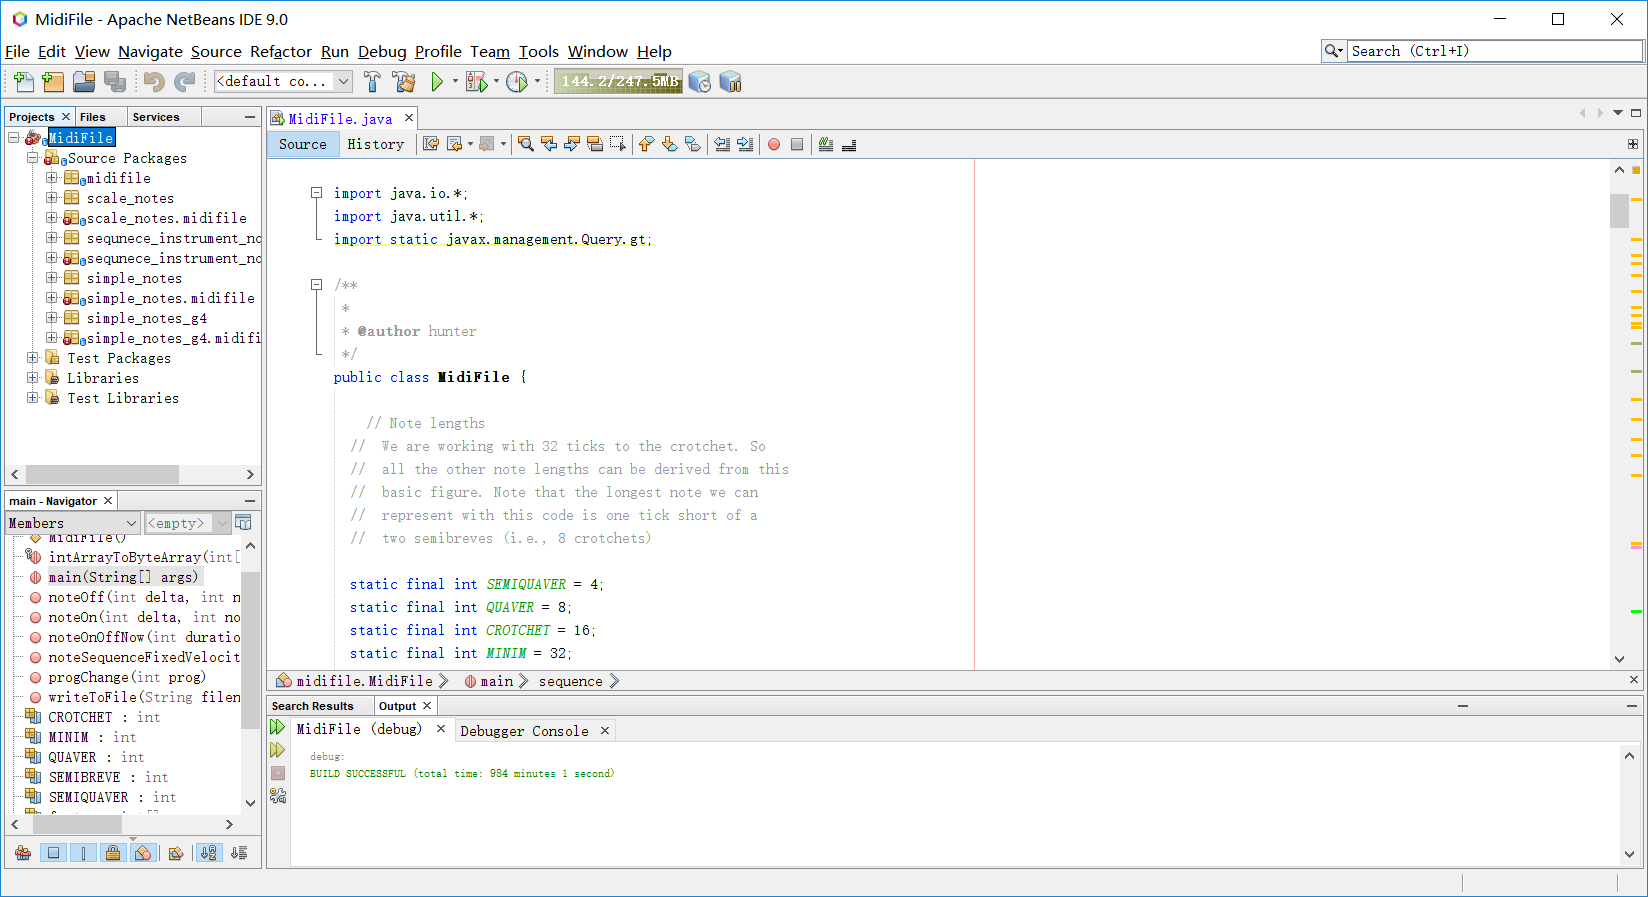 MidiFile - Apache NetBeans IDE 9.0
File Edit View Navigate Source Refactor Run Debug Profile Team Tools Window Help
Search (Ctrl+I)
<default co...
144.2/247.5MB
Projects Files Services
MidiFile
Source Packages
midifile
scale_notes
scale_notes.midifile
sequnece_instrument_no
sequnece_instrument_no
simple_notes
simple_notes.midifile
simple_notes_g4
simple_notes_g4.midifi
Test Packages
Libraries
Test Libraries
main - Navigator
Members
<empty>
MidiFile()
intArrayToByteArray(int[
main(String[] args)
noteOff(int delta, int n
noteOn(int delta, int no
noteOnOffNow(int duratio
noteSequenceFixedVelocit
progChange(int prog)
writeToFile(String filen
CROTCHET : int
MINIM : int
QUAVER : int
SEMIBREVE : int
SEMIQUAVER : int
MidiFile.java
Source History
import java.io.*;
import java.util.*;
import static javax.management.Query.gt;
/**
*
* @author hunter
*/
public class MidiFile {
// Note lengths
// We are working with 32 ticks to the crotchet. So
// all the other note lengths can be derived from this
// basic figure. Note that the longest note we can
// represent with this code is one tick short of a
// two semibreves (i.e., 8 crotchets)
static final int SEMIQUAVER = 4;
static final int QUAVER = 8;
static final int CROTCHET = 16;
static final int MINIM = 32;
midifile.MidiFile main sequence
Search Results Output
MidiFile (debug) Debugger Console
debug:
BUILD SUCCESSFUL (total time: 984 minutes 1 second)